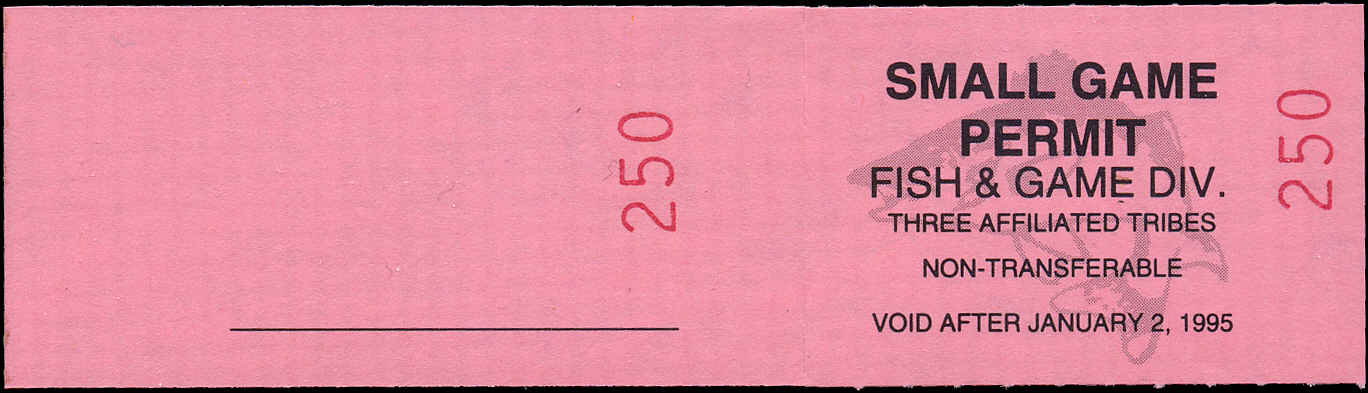 250
SMALL GAME
PERMIT
FISH & GAME DIV.
THREE AFFILIATED TRIBES
NON-TRANSFERABLE
VOID AFTER JANUARY 2, 1995
250